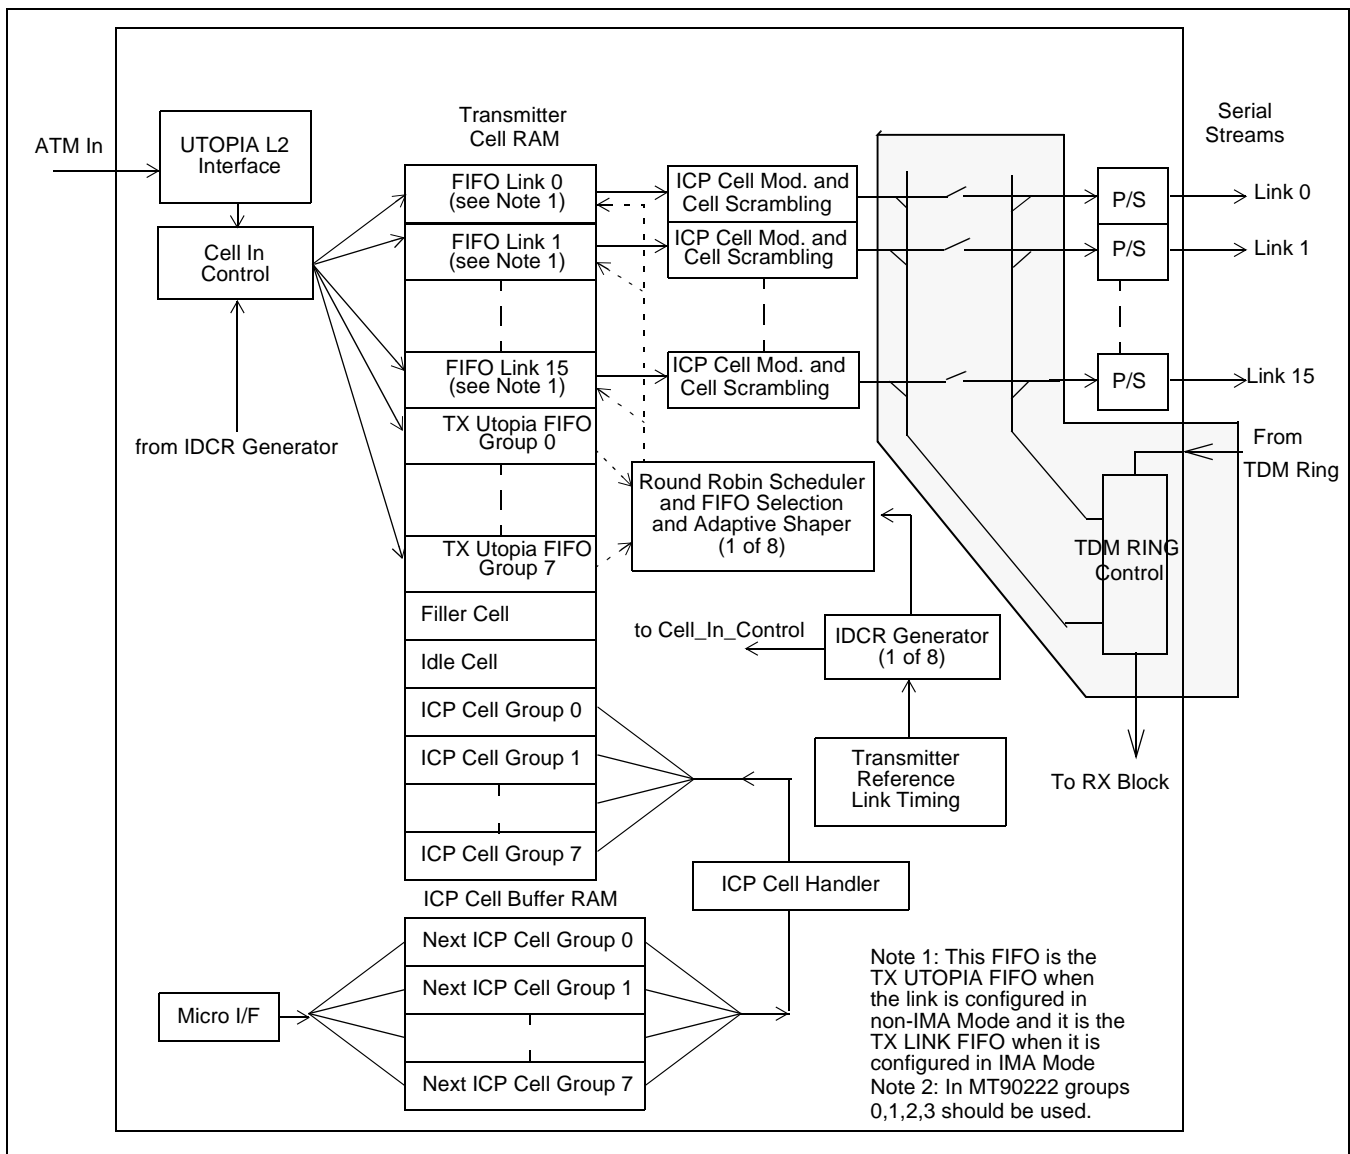 ATM In
UTOPIA L2
Interface
Cell In
Control
from IDCR Generator
Transmitter
Cell RAM
FIFO Link 0
(see Note 1)
FIFO Link 1
(see Note 1)
FIFO Link 15
(see Note 1)
TX Utopia FIFO
Group 0
TX Utopia FIFO
Group 7
Filler Cell
Idle Cell
ICP Cell Group 0
ICP Cell Group 1
ICP Cell Group 7
ICP Cell Mod. and
Cell Scrambling
ICP Cell Mod. and
Cell Scrambling
ICP Cell Mod. and
Cell Scrambling
Round Robin Scheduler
and FIFO Selection
and Adaptive Shaper
(1 of 8)
to Cell_In_Control
IDCR Generator
(1 of 8)
Transmitter
Reference
Link Timing
Serial
Streams
P/S
Link 0
P/S
Link 1
P/S
Link 15
From
TDM Ring
TDM RING
Control
To RX Block
ICP Cell Handler
ICP Cell Buffer RAM
Next ICP Cell Group 0
Next ICP Cell Group 1
Next ICP Cell Group 7
Micro I/F
Note 1: This FIFO is the
TX UTOPIA FIFO when
the link is configured in
non-IMA Mode and it is the
TX LINK FIFO when it is
configured in IMA Mode
Note 2: In MT90222 groups
0,1,2,3 should be used.